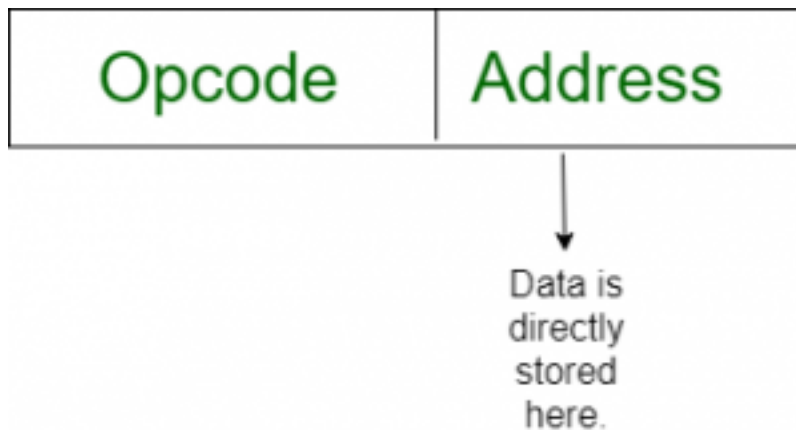 Opcode Address
Data is
directly
stored
here.